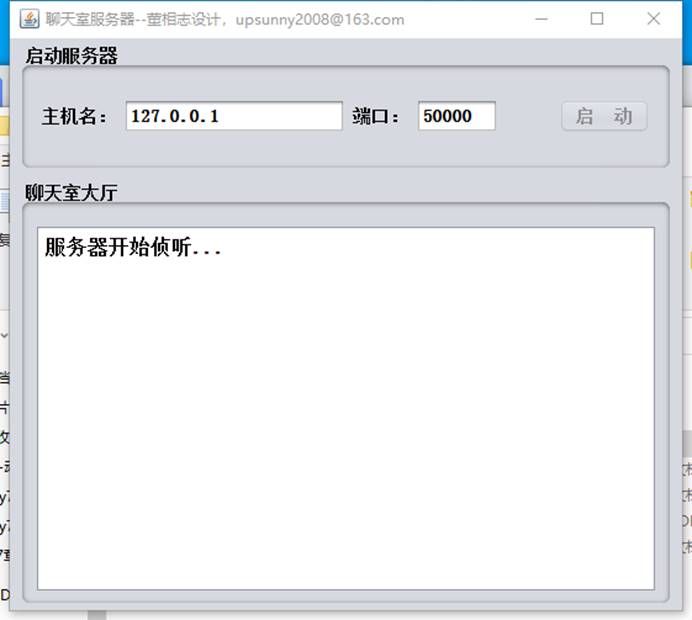 聊天室服务器--董相志设计，upsunny2008@163.com
启动服务器
主机名： 127.0.0.1 端口： 50000 启 动
聊天室大厅
服务器开始侦听...